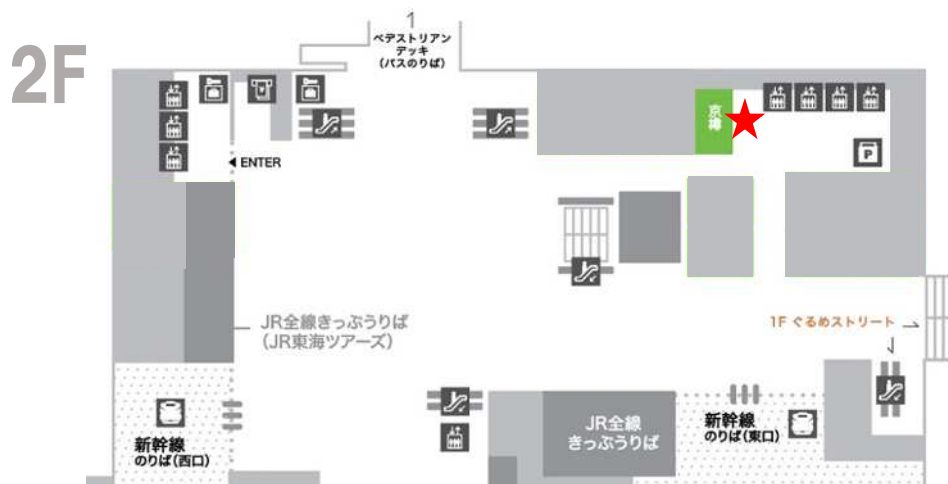 2F
1
ペデストリアン
デッキ
(バスのりば)
京樽
ENTER
P
JR全線きっぷうりば
(JR東海ツアーズ)
1F ぐるめストリート
新幹線
のりば(西口)
JR全線
きっぷうりば
新幹線
のりば(東口)